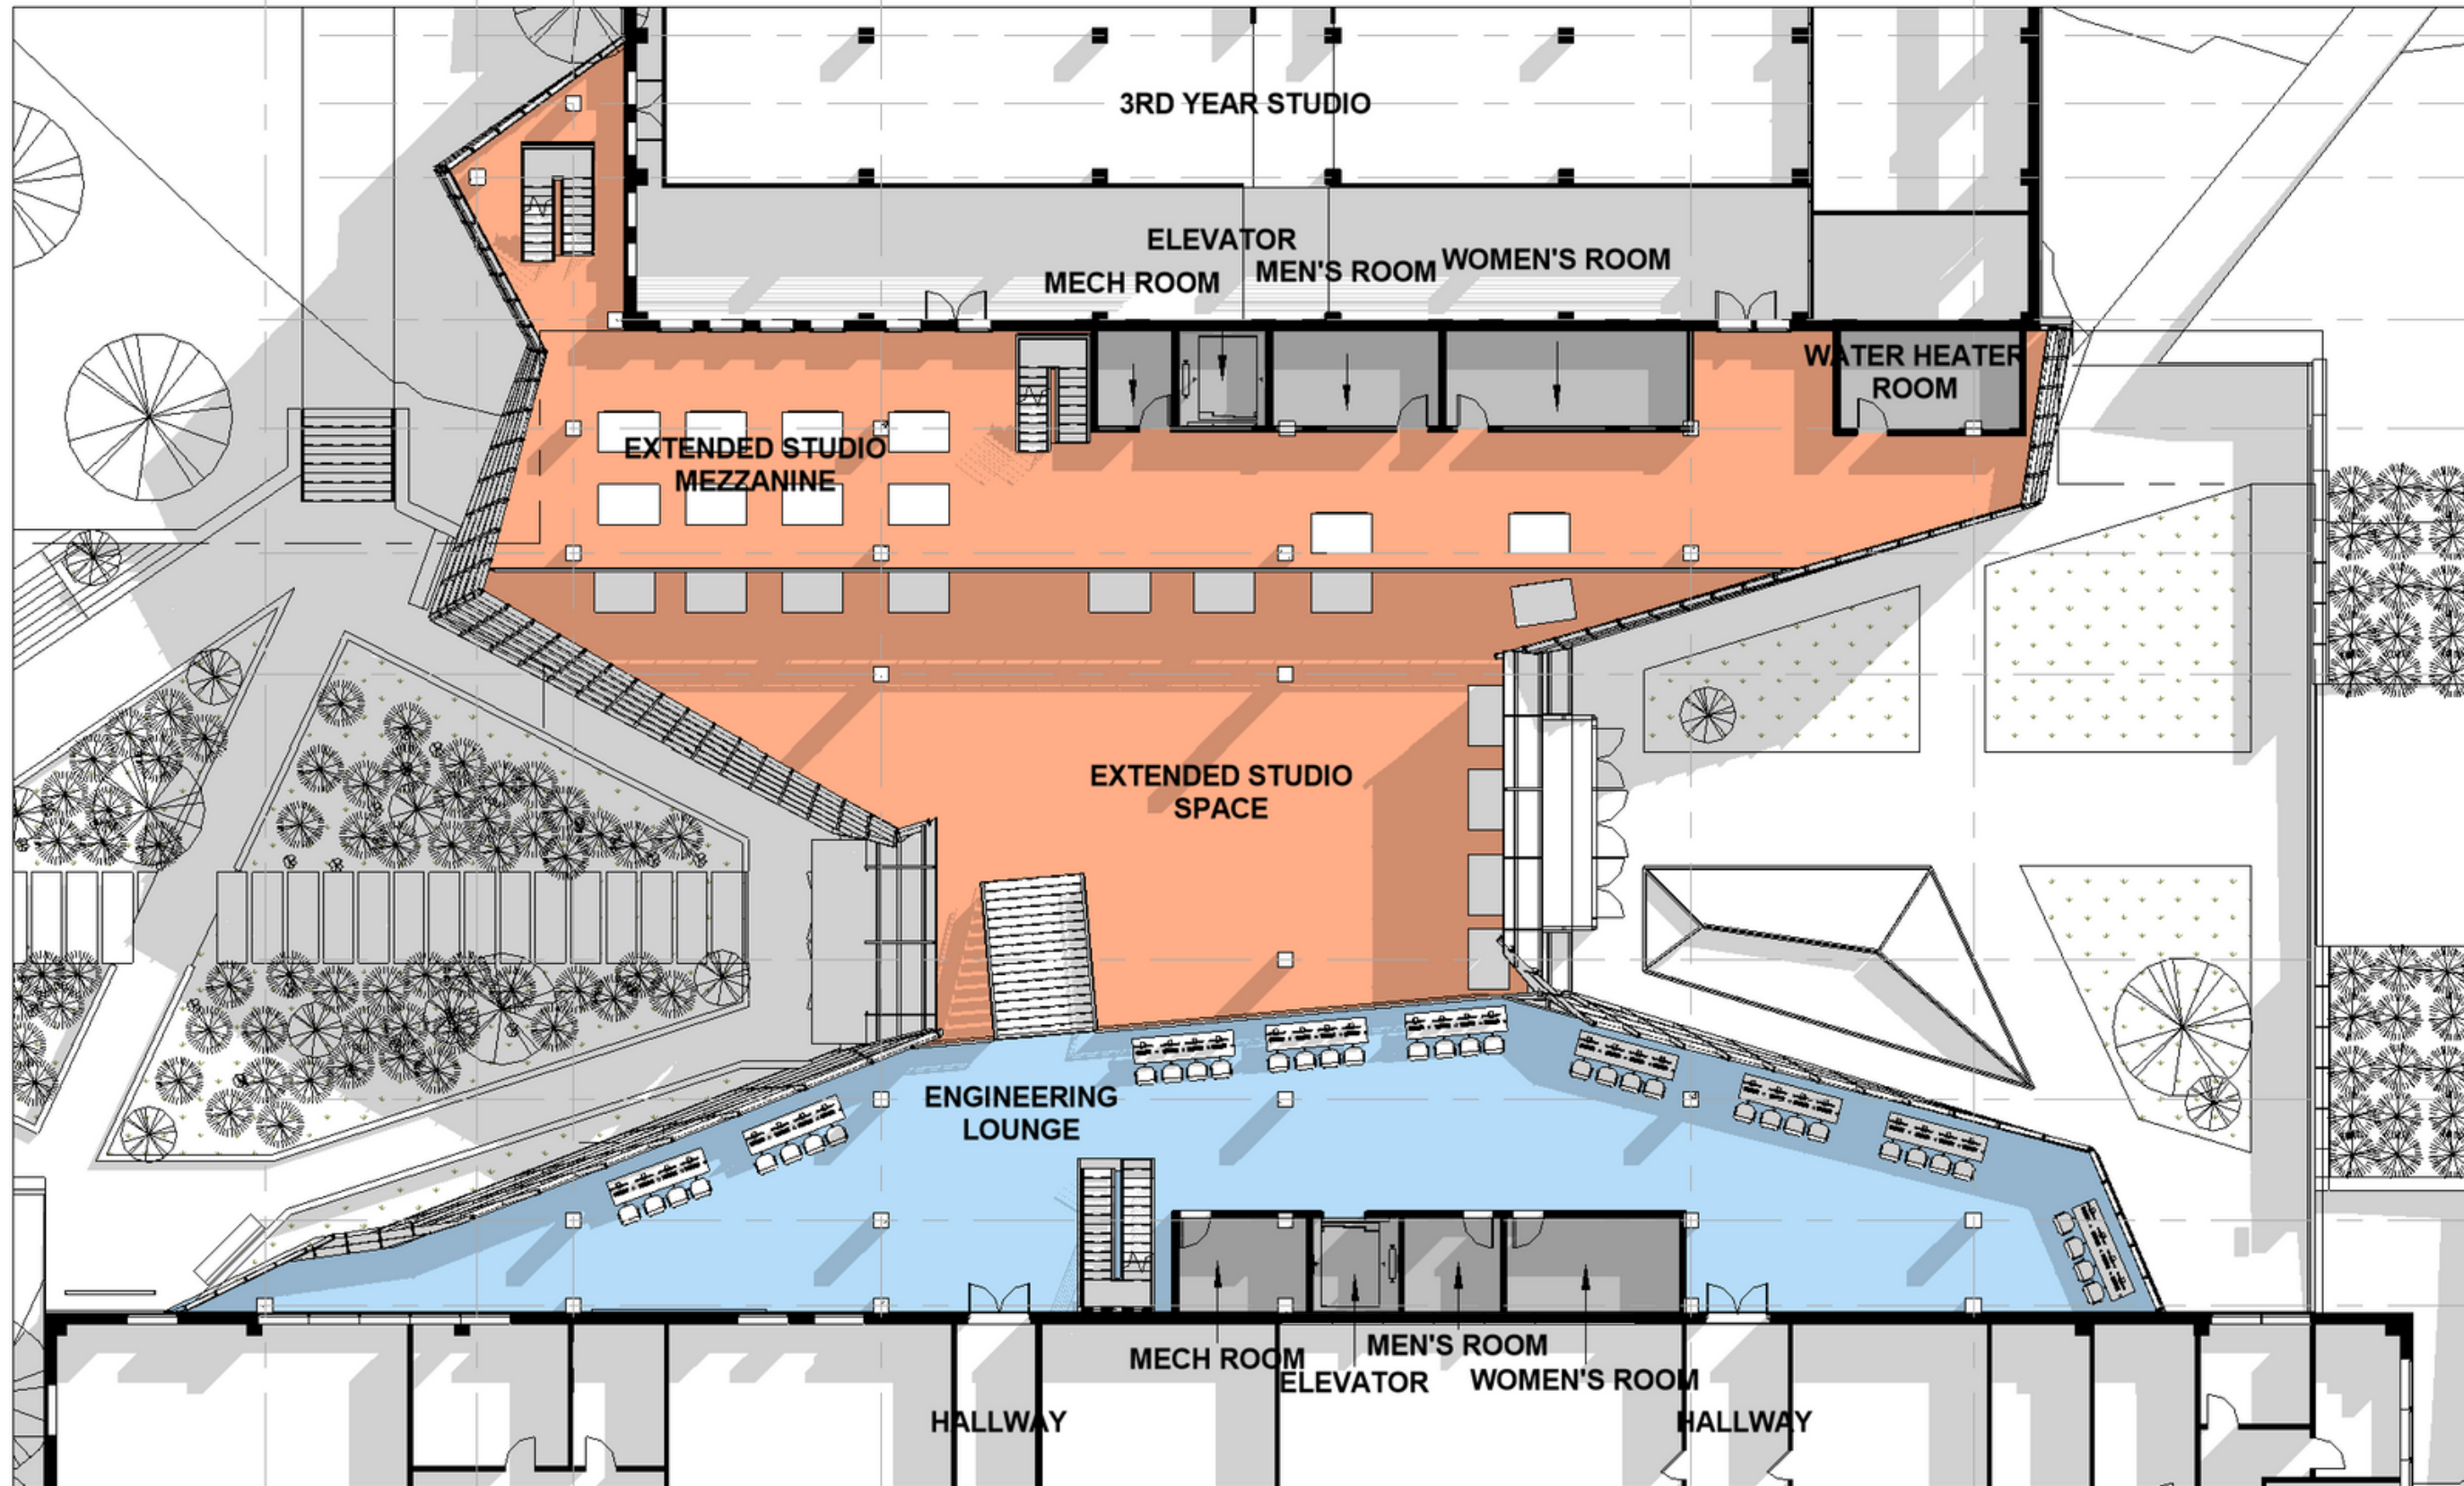 3RD YEAR STUDIO
ELEVATOR
WOMEN'S ROOM
MECH ROOM
MEN'S ROOM
WATER HEATER
ROOM
EXTENDED STUDIO
MEZZANINE
EXTENDED STUDIO
SPACE
ENGINEERING
LOUNGE
MEN'S ROOM
MECH ROOM
ELEVATOR
WOMEN'S ROOM
HALLWAY
HALLWAY